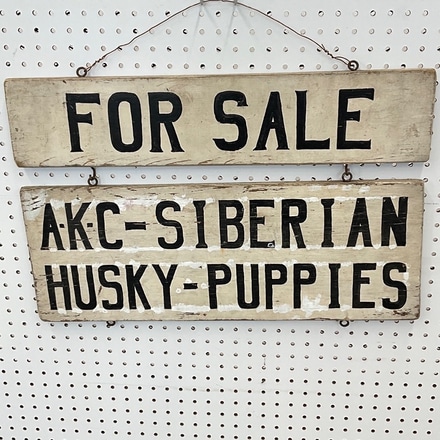 FOR SALE
A·K·C-SIBERIAN
HUSKY-PUPPIES